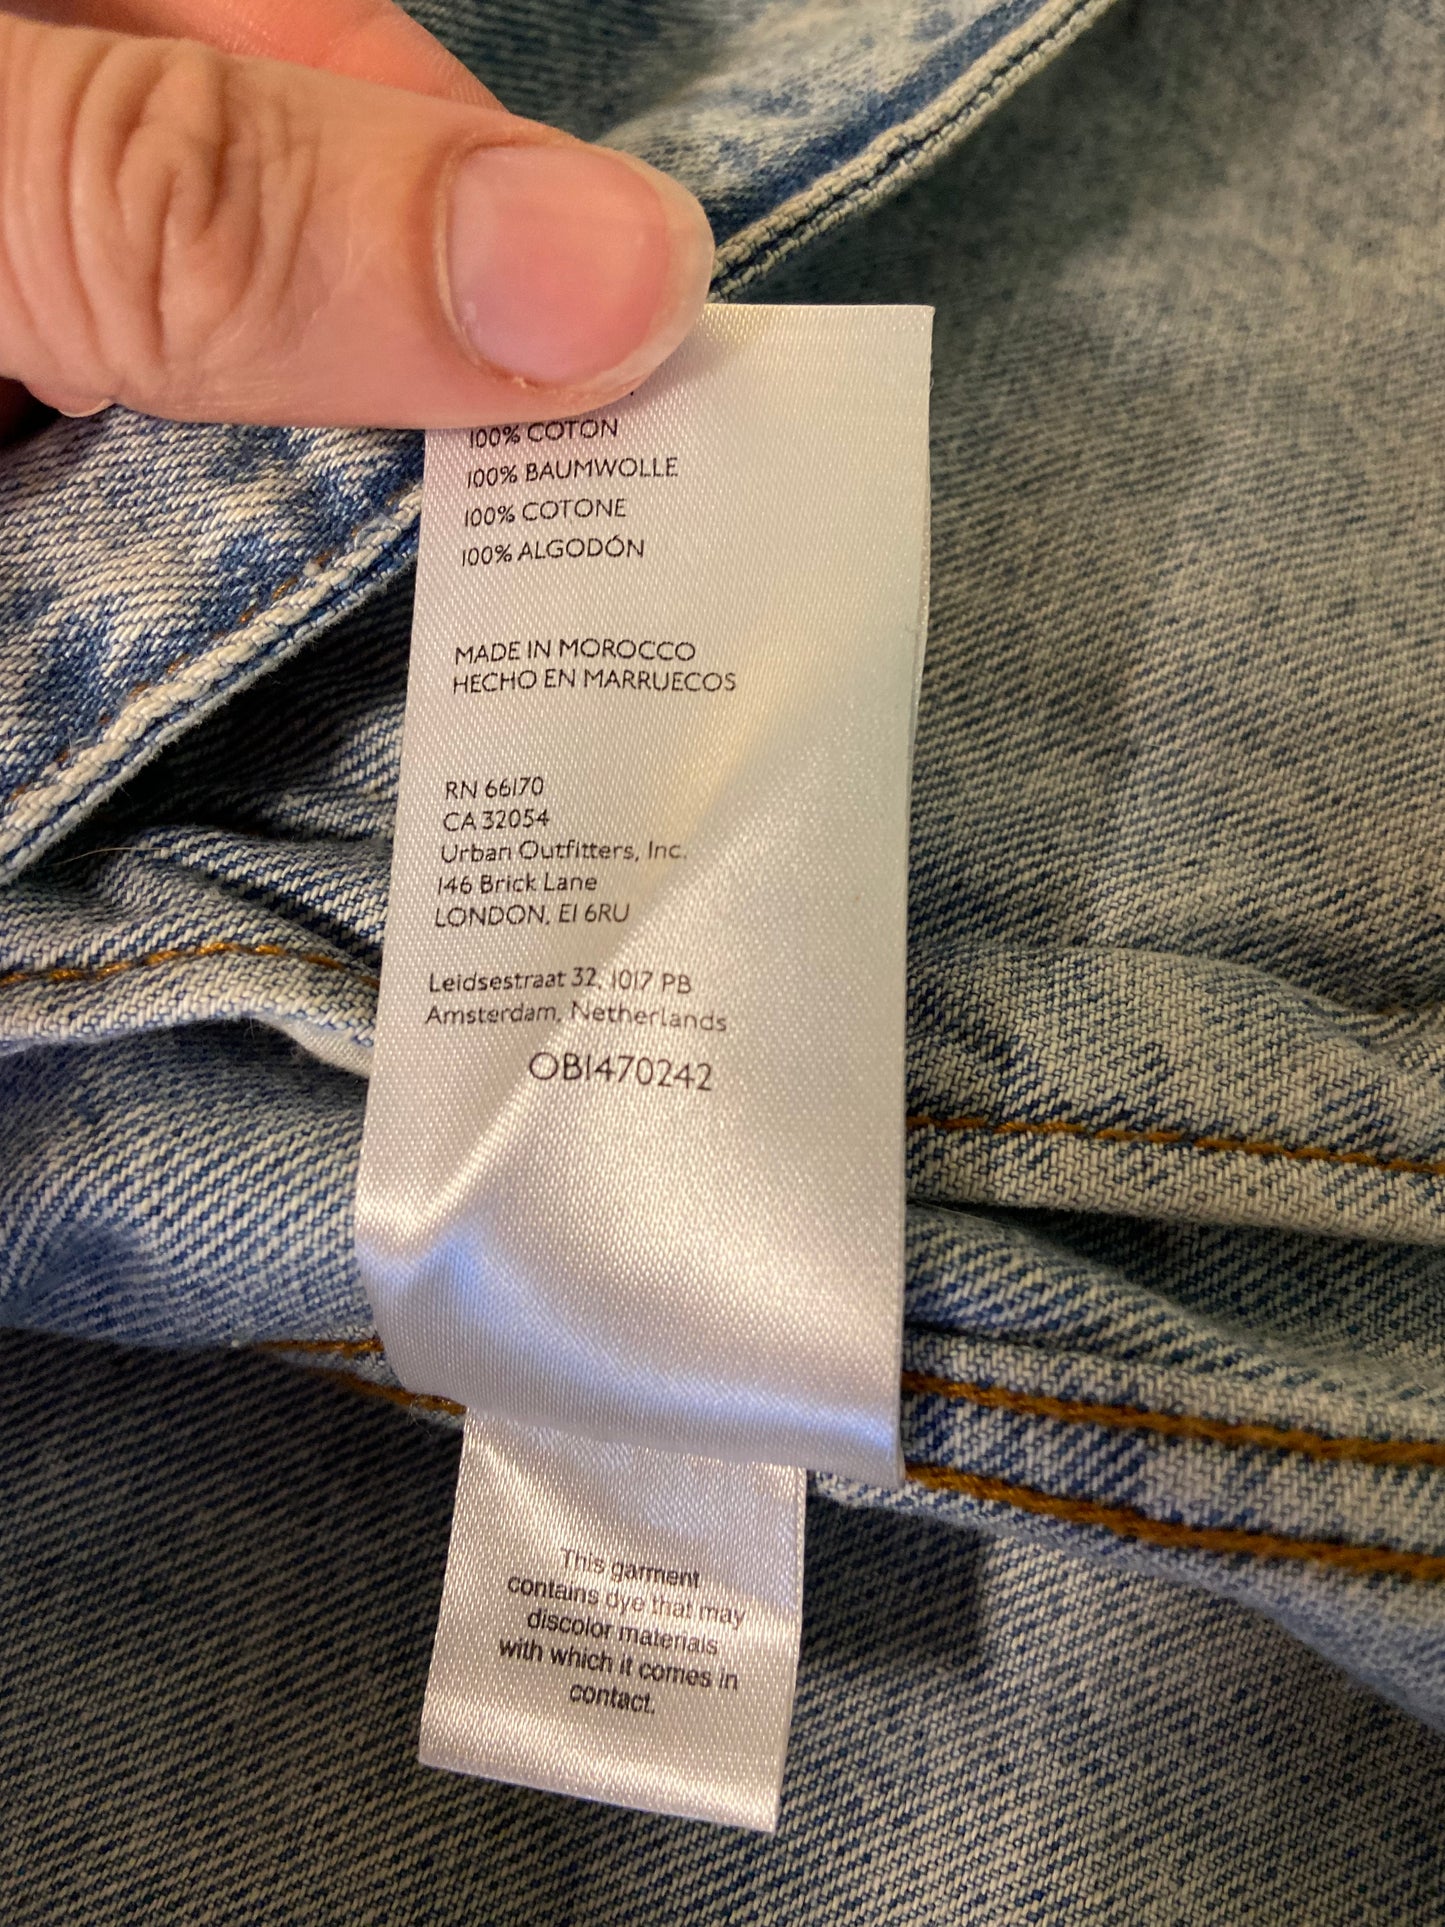 100% COTON
100% BAUMWOLLE
100% COTONE
100% ALGODÓN
MADE IN MOROCCO
HECHO EN MARRUECOS
RN 66170
CA 32054
Urban Outfitters, Inc.
146 Brick Lane
LONDON, E1 6RU
Leidsestraat 32, 1017 PB
Amsterdam, Netherlands
OB1470242
This garment
contains dye that may
discolor materials
with which it comes in
contact.